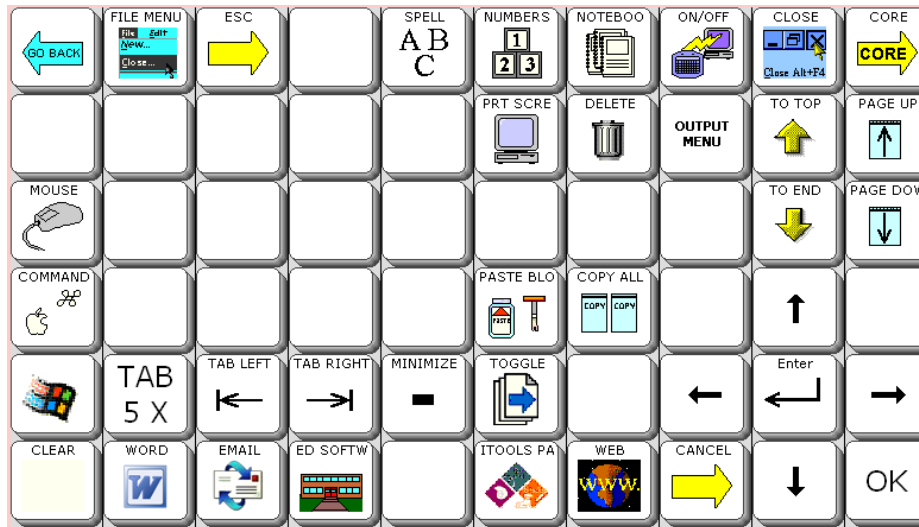 FILE MENU
ESC
SPELL
NUMBERS
NOTEBOO
ON/OFF
CLOSE
CORE
GO BACK
File Edit
New...
Close...
A B
C
1
2 3
Close Alt+F4
CORE
PRT SCRE
DELETE
OUTPUT
MENU
TO TOP
PAGE UP
MOUSE
TO END
PAGE DOW
COMMAND
PASTE BLO
COPY ALL
PASTE
COPY COPY
TAB
5 X
TAB LEFT
TAB RIGHT
MINIMIZE
TOGGLE
Enter
CLEAR
WORD
EMAIL
ED SOFTW
ITOOLS PA
WEB
CANCEL
W
WWW.
OK